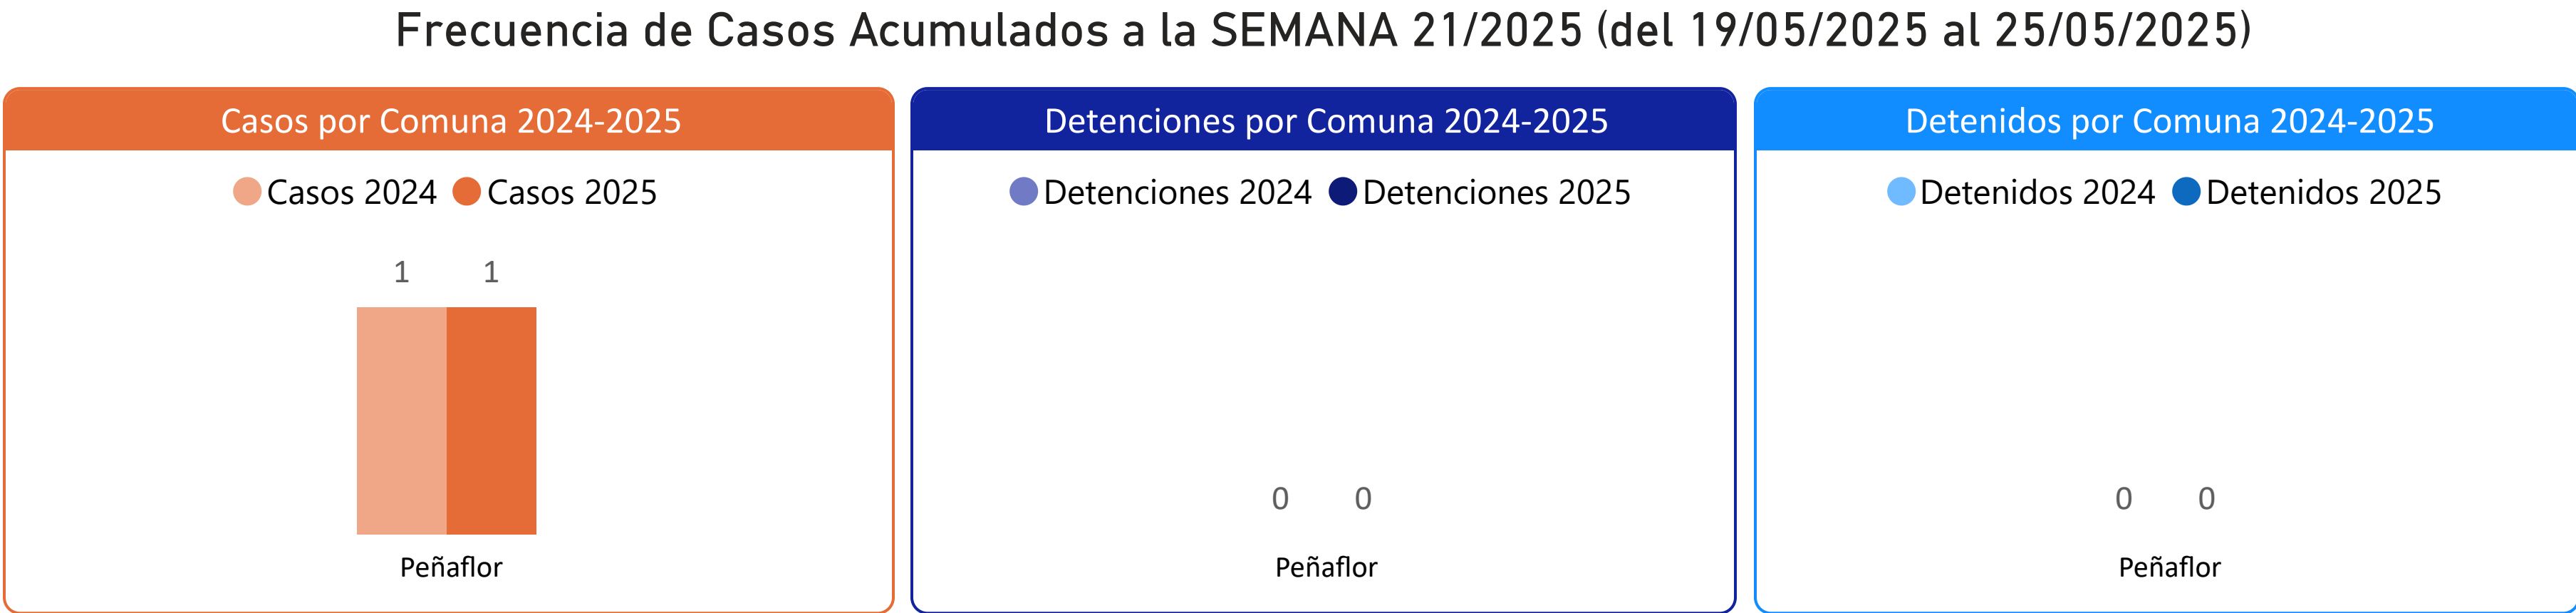 Frecuencia de Casos Acumulados a la SEMANA 21/2025 (del 19/05/2025 al 25/05/2025)
Casos por Comuna 2024-2025
Casos 2024 Casos 2025
1 1
Peñaflor
Detenciones por Comuna 2024-2025
Detenciones 2024 Detenciones 2025
0 0
Peñaflor
Detenidos por Comuna 2024-2025
Detenidos 2024 Detenidos 2025
0 0
Peñaflor